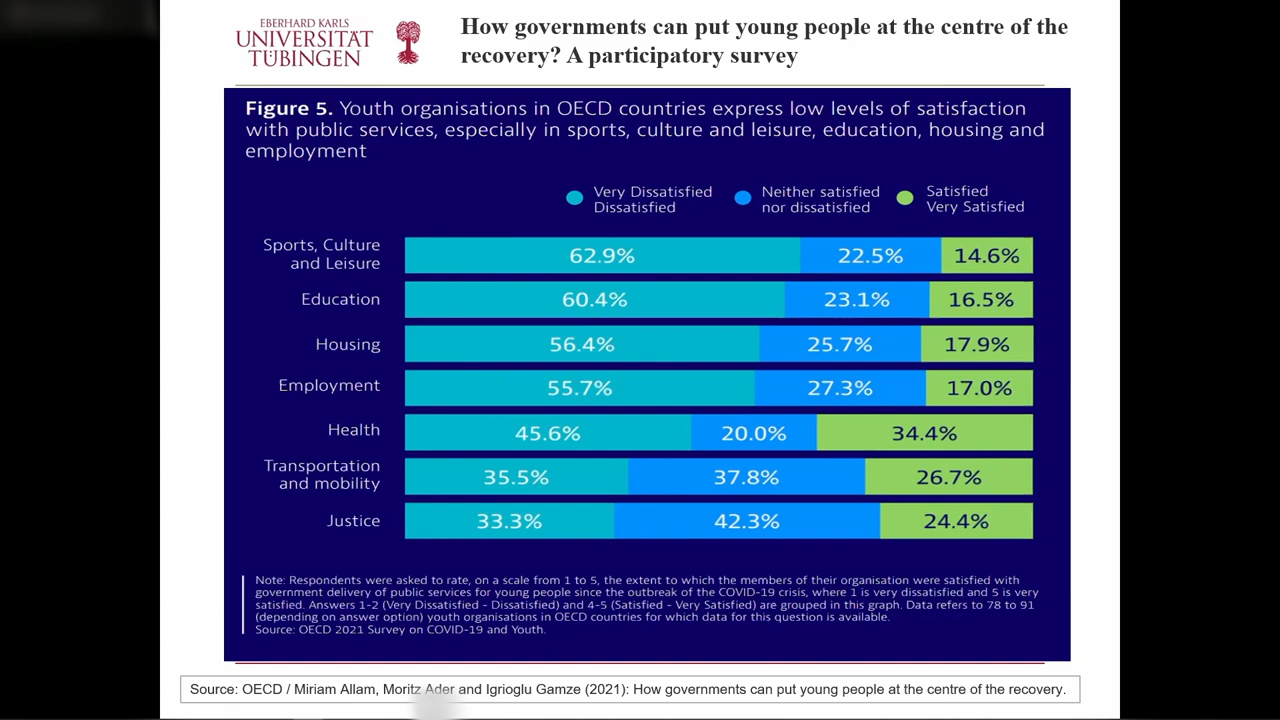 EBERHARD KARLS
UNIVERSITÄT
TÜBINGEN
How governments can put young people at the centre of the
recovery? A participatory survey
Figure 5. Youth organisations in OECD countries express low levels of satisfaction
with public services, especially in sports, culture and leisure, education, housing and
employment
Very Dissatisfied
Dissatisfied
Neither satisfied
nor dissatisfied
Satisfied
Very Satisfied
Sports, Culture
and Leisure
62.9% 22.5% 14.6%
Education 60.4% 23.1% 16.5%
Housing 56.4% 25.7% 17.9%
Employment 55.7% 27.3% 17.0%
Health 45.6% 20.0% 34.4%
Transportation
and mobility
35.5% 37.8% 26.7%
Justice 33.3% 42.3% 24.4%
Note: Respondents were asked to rate, on a scale from 1 to 5, the extent to which the members of their organisation were satisfied with
government delivery of public services for young people since the outbreak of the COVID-19 crisis, where 1 is very dissatisfied and 5 is very
satisfied. Answers 1-2 (Very Dissatisfied - Dissatisfied) and 4-5 (Satisfied - Very Satisfied) are grouped in this graph. Data refers to 78 to 91
(depending on answer option) youth organisations in OECD countries for which data for this question is available.
Source: OECD 2021 Survey on COVID-19 and Youth.
Source: OECD / Miriam Allam, Moritz Ader and Igrioglu Gamze (2021): How governments can put young people at the centre of the recovery.